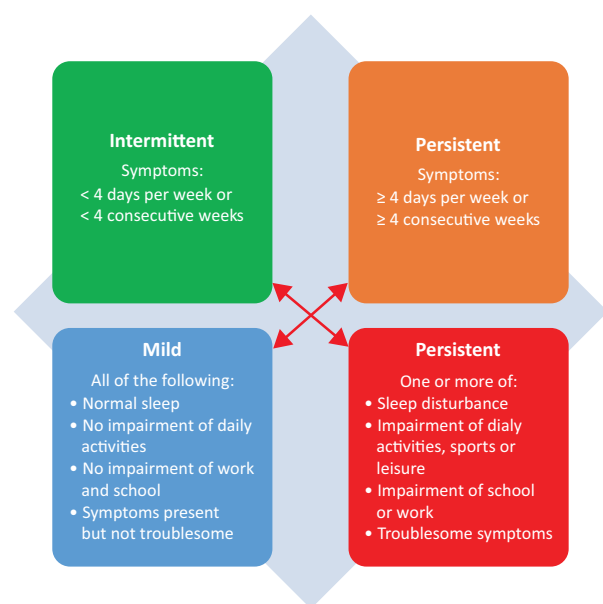 Intermittent
Symptoms:
< 4 days per week or
< 4 consecutive weeks
Persistent
Symptoms:
≥ 4 days per week or
≥ 4 consecutive weeks
Mild
All of the following:
• Normal sleep
• No impairment of daily
activities
• No impairment of work
and school
• Symptoms present
but not troublesome
Persistent
One or more of:
• Sleep disturbance
• Impairment of dialy
activities, sports or
leisure
• Impairment of school
or work
• Troublesome symptoms